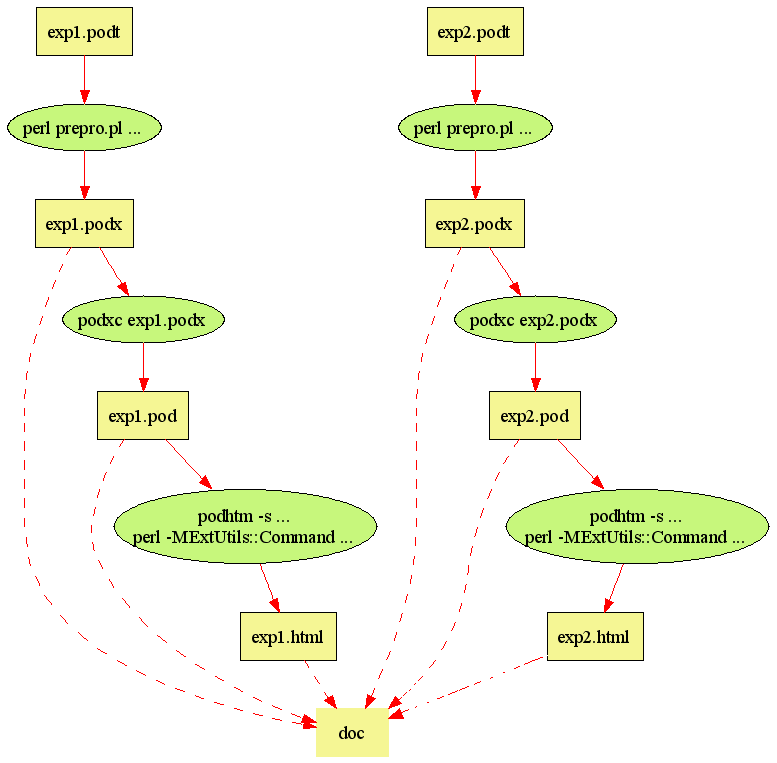 exp1.podt
exp2.podt
perl prepro.pl ...
perl prepro.pl ...
exp1.podx
exp2.podx
podxc exp1.podx
podxc exp2.podx
exp1.pod
exp2.pod
podhtm -s ...
perl -MExtUtils::Command ...
podhtm -s ...
perl -MExtUtils::Command ...
exp1.html
exp2.html
doc